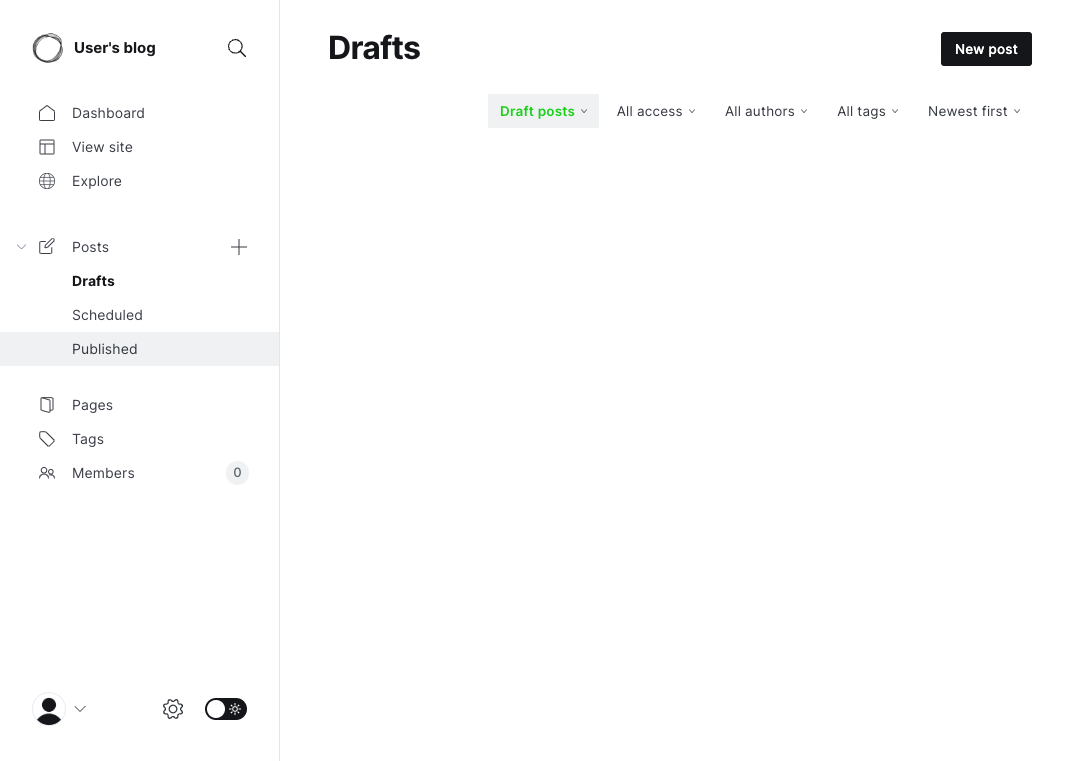 User's blog
Dashboard
View site
Explore
Posts
Drafts
Scheduled
Published
Pages
Tags
Members 0
Drafts
New post
Draft posts All access All authors All tags Newest first